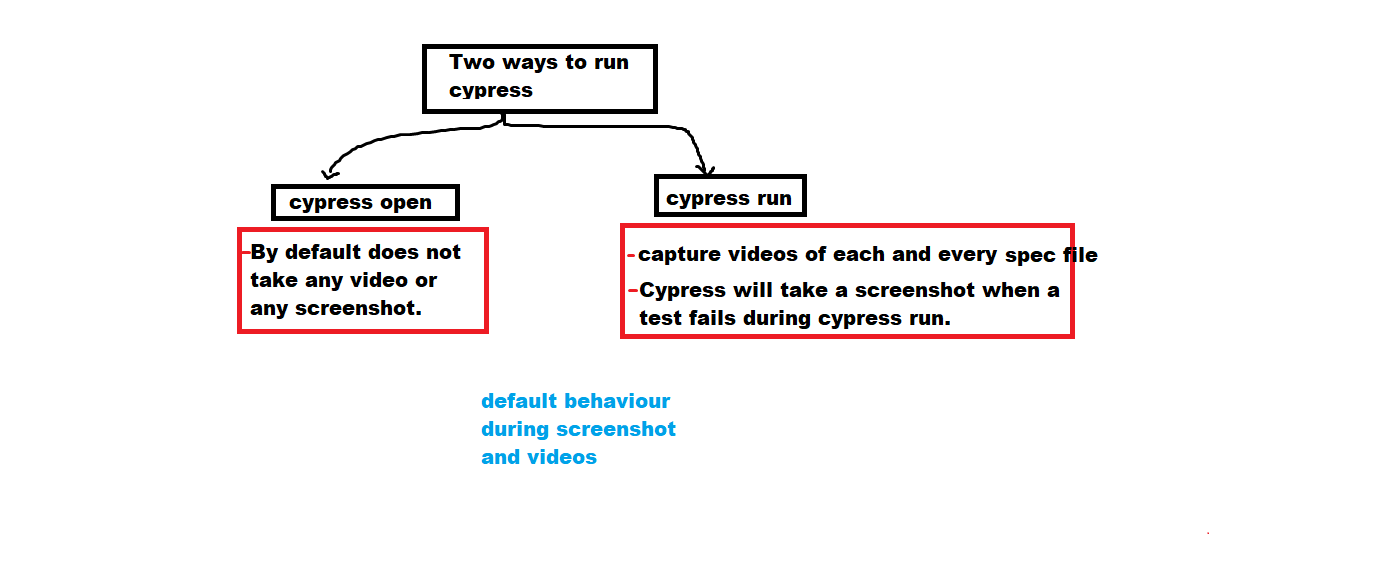 Two ways to run
cypress
cypress open
cypress run
-By default does not
take any video or
any screenshot.
-capture videos of each and every spec file
-Cypress will take a screenshot when a
test fails during cypress run.
default behaviour
during screenshot
and videos